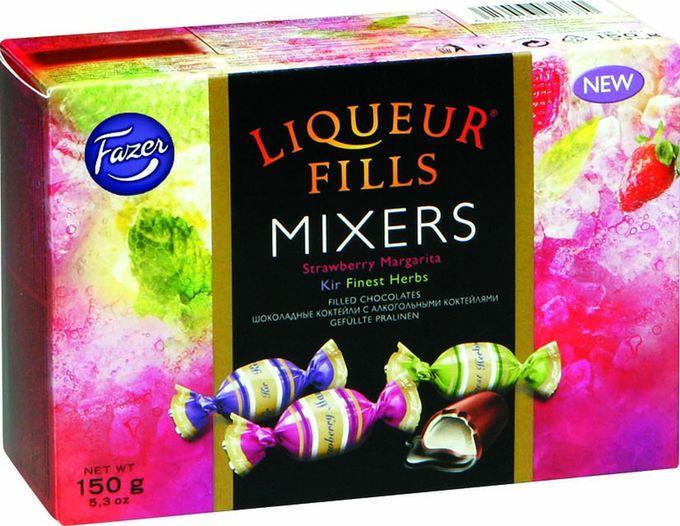 NEW
Fazer
LIQUEUR®
FILLS
MIXERS
Strawberry Margarita
Kir Finest Herbs
FILLED CHOCOLATES
ШОКОЛАДНЫЕ КОКТЕЙЛИ С АЛКОГОЛЬНЫМИ КОКТЕЙЛЯМИ
GEFÜLLTE PRALINEN
Kir
NET WT
150 g
5,3 oz